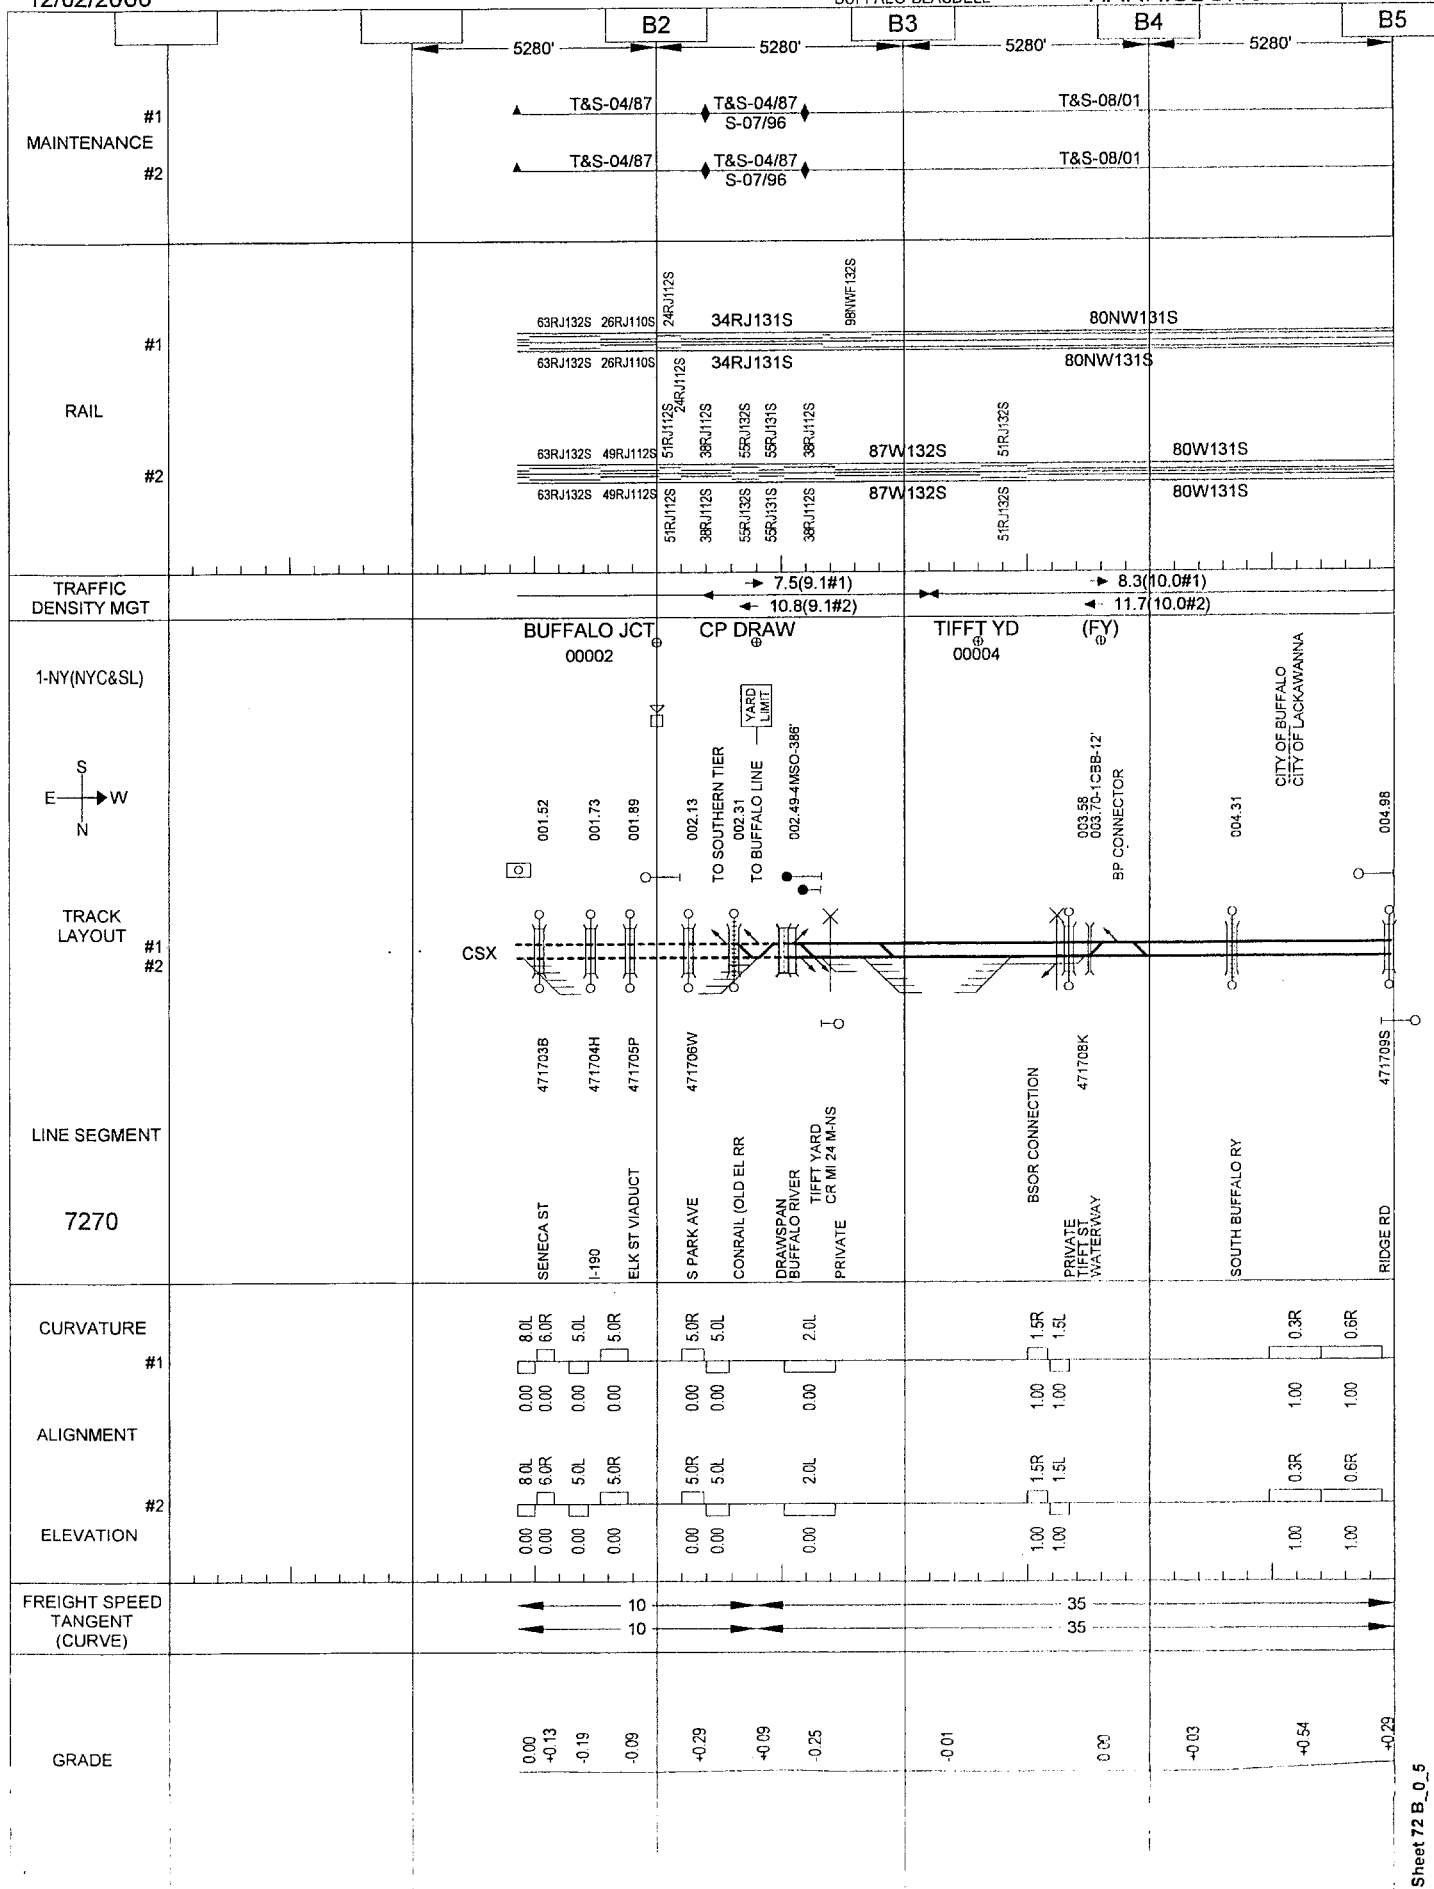 B2 B3 B4 B5
5280' 5280' 5280' 5280'
#1 T&S-04/87 T&S-04/87 T&S-08/01
S-07/96
MAINTENANCE
#2 T&S-04/87 T&S-04/87 T&S-08/01
S-07/96
24RJ112S 98NWF132S
63RJ132S 26RJ110S 34RJ131S 80NW131S
#1
63RJ132S 26RJ110S 34RJ131S 80NW131S
24RJ112S
RAIL
51RJ112S 38RJ112S 55RJ132S 55RJ131S 38RJ112S 51RJ132S
63RJ132S 49RJ112S 87W132S 80W131S
#2
63RJ132S 49RJ112S 87W132S 80W131S
51RJ112S 38RJ112S 55RJ132S 55RJ131S 38RJ112S 51RJ132S
TRAFFIC
DENSITY MGT
7.5(9.1#1) 8.3(10.0#1)
10.8(9.1#2) 11.7(10.0#2)
BUFFALO JCT CP DRAW TIFFT YD (FY)
00002 00004
1-NY(NYC&SL)
YARD
LIMIT
CITY OF BUFFALO
CITY OF LACKAWANNA
S
E W
N
001.52
001.73
001.89
002.13
TO SOUTHERN TIER
002.31
TO BUFFALO LINE
002.49-4MSO-386'
003.58
003.70-1CBB-12'
BP CONNECTOR
004.31
004.98
TRACK
LAYOUT
#1
#2
CSX
471703B
471704H
471705P
471706W
471708K
471709S
LINE SEGMENT
7270
SENECA ST
I-190
ELK ST VIADUCT
S PARK AVE
CONRAIL (OLD EL RR
DRAWSPAN
BUFFALO RIVER
TIFFT YARD
CR MI 24 M-NS
PRIVATE
BSOR CONNECTION
PRIVATE
TIFFT ST
WATERWAY
SOUTH BUFFALO RY
RIDGE RD
CURVATURE
8.0L 6.0R 5.0L 5.0R 5.0R 5.0L 2.0L 1.5R 1.5L 0.3R 0.6R
#1
0.00 0.00 0.00 0.00 0.00 0.00 0.00 1.00 1.00 1.00 1.00
ALIGNMENT
8.0L 6.0R 5.0L 5.0R 5.0R 5.0L 2.0L 1.5R 1.5L 0.3R 0.6R
#2
ELEVATION
0.00 0.00 0.00 0.00 0.00 0.00 0.00 1.00 1.00 1.00 1.00
FREIGHT SPEED
TANGENT
(CURVE)
10 35
10 35
GRADE
0.00 +0.13 -0.19 -0.09 +0.29 +0.09 -0.25 -0.01 0.00 +0.03 +0.54 +0.29
Sheet 72 B_0_5